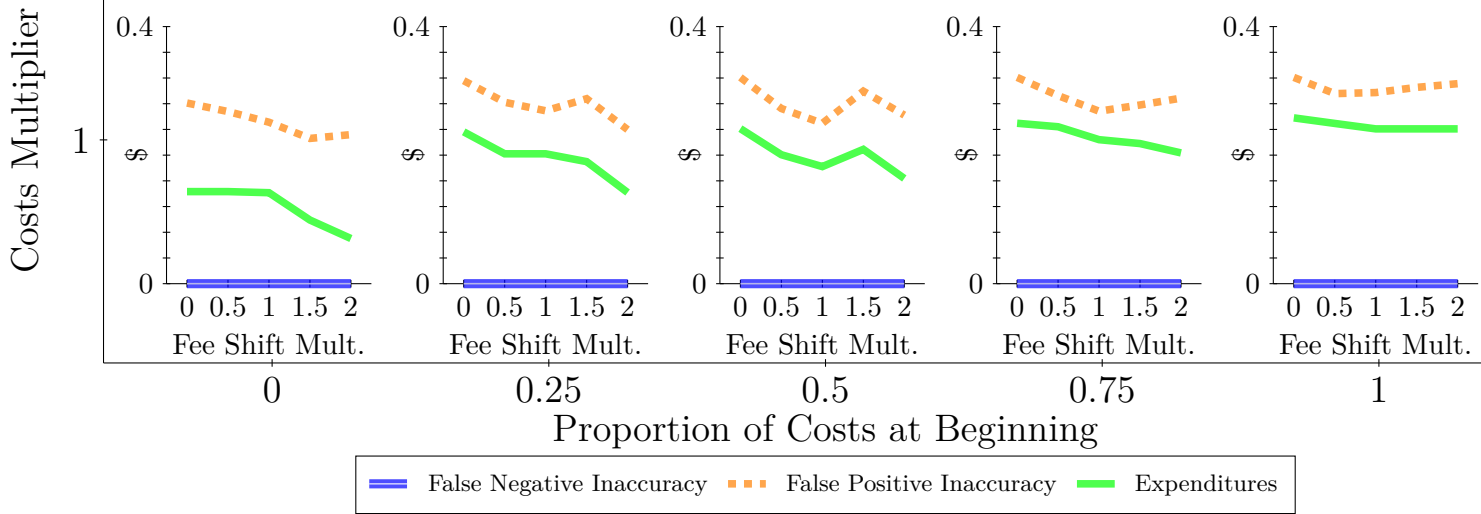 Costs Multiplier
1
0.4 0.4 0.4 0.4 0.4
$ $ $ $ $
0 0 0 0 0
0 0.5 1 1.5 2 0 0.5 1 1.5 2 0 0.5 1 1.5 2 0 0.5 1 1.5 2 0 0.5 1 1.5 2
Fee Shift Mult. Fee Shift Mult. Fee Shift Mult. Fee Shift Mult. Fee Shift Mult.
0 0.25 0.5 0.75 1
Proportion of Costs at Beginning
False Negative Inaccuracy False Positive Inaccuracy Expenditures